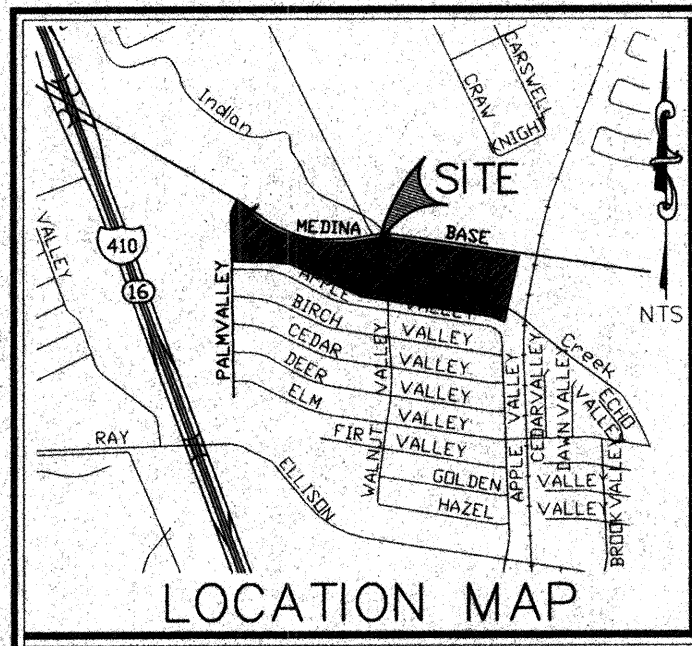 CARSWELL
CRAW
KNIGHT
Indian
SITE
MEDINA BASE
VALLEY
410
16
NTS
PALMVALLEY
APPLE VALLEY
BIRCH VALLEY
CEDAR VALLEY
DEER VALLEY
ELM VALLEY
FIR VALLEY
GOLDEN VALLEY
HAZEL VALLEY
WALNUT VALLEY
APPLE VALLEY
CEDARVALLEY
DAWN VALLEY
Creek
ECHO VALLEY
BROOK VALLEY
RAY ELLISON
LOCATION MAP